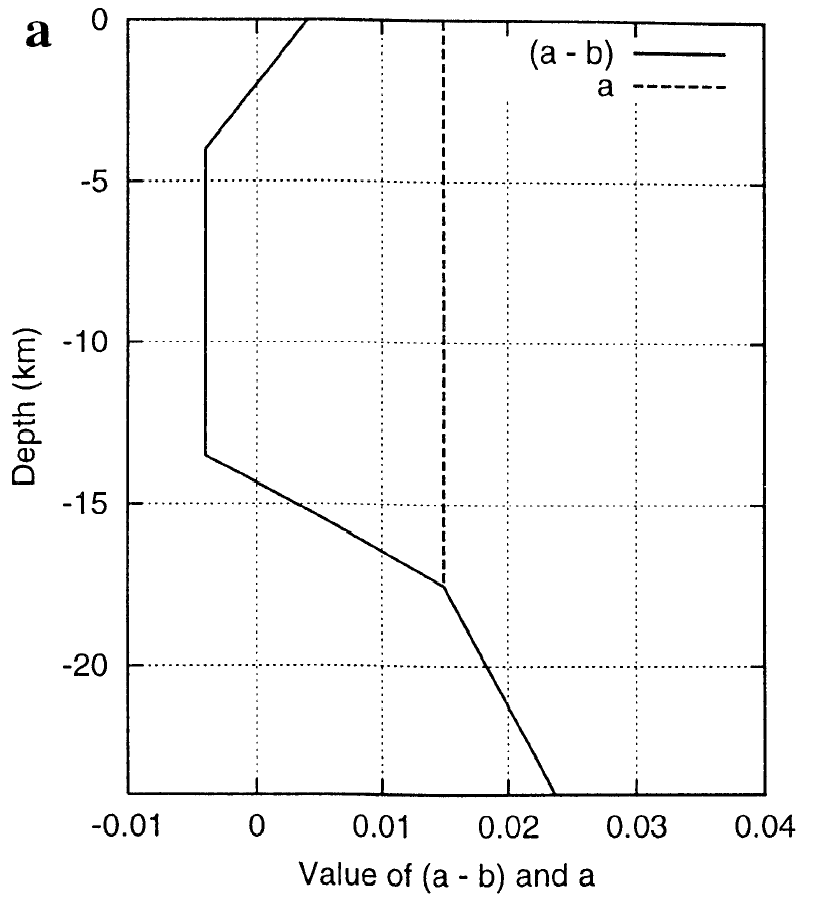 a
(a - b)
a
0
-5
-10
-15
-20
Depth (km)
-0.01 0 0.01 0.02 0.03 0.04
Value of (a - b) and a